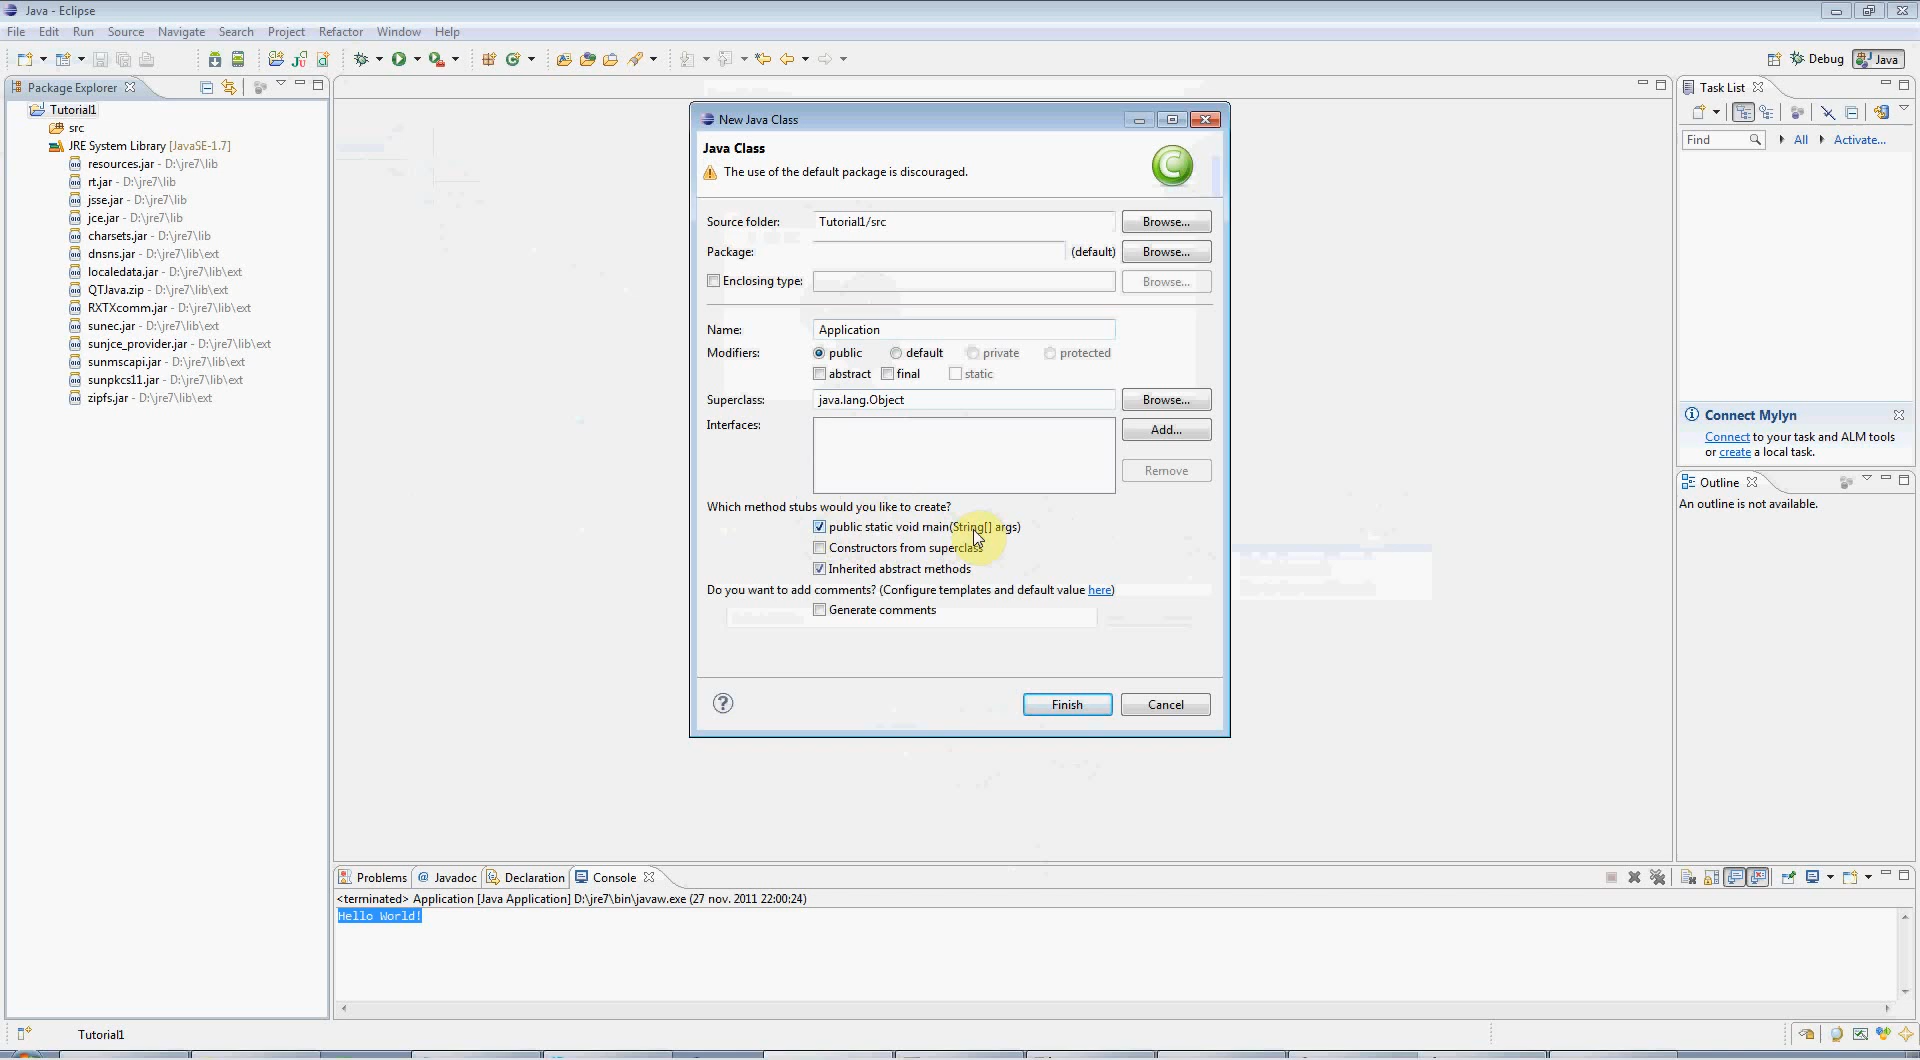 Java - Eclipse
File Edit Run Source Navigate Search Project Refactor Window Help
Debug Java
Package Explorer
Tutorial1
src
JRE System Library [JavaSE-1.7]
resources.jar - D:\jre7\lib
rt.jar - D:\jre7\lib
jsse.jar - D:\jre7\lib
jce.jar - D:\jre7\lib
charsets.jar - D:\jre7\lib
dnsns.jar - D:\jre7\lib\ext
localedata.jar - D:\jre7\lib\ext
QTJava.zip - D:\jre7\lib\ext
RXTXcomm.jar - D:\jre7\lib\ext
sunec.jar - D:\jre7\lib\ext
sunjce_provider.jar - D:\jre7\lib\ext
sunmscapi.jar - D:\jre7\lib\ext
sunpkcs11.jar - D:\jre7\lib\ext
zipfs.jar - D:\jre7\lib\ext
New Java Class
Java Class
The use of the default package is discouraged.
Source folder: Tutorial1/src Browse...
Package: (default) Browse...
Enclosing type: Browse...
Name: Application
Modifiers: public default private protected
abstract final static
Superclass: java.lang.Object Browse...
Interfaces: Add...
Remove
Which method stubs would you like to create?
public static void main(String[] args)
Constructors from superclass
Inherited abstract methods
Do you want to add comments? (Configure templates and default value here)
Generate comments
Finish Cancel
Task List
Find All Activate...
Connect Mylyn
Connect to your task and ALM tools
or create a local task.
Outline
An outline is not available.
Problems @ Javadoc Declaration Console
<terminated> Application [Java Application] D:\jre7\bin\javaw.exe (27 nov. 2011 22:00:24)
Hello World!
Tutorial1